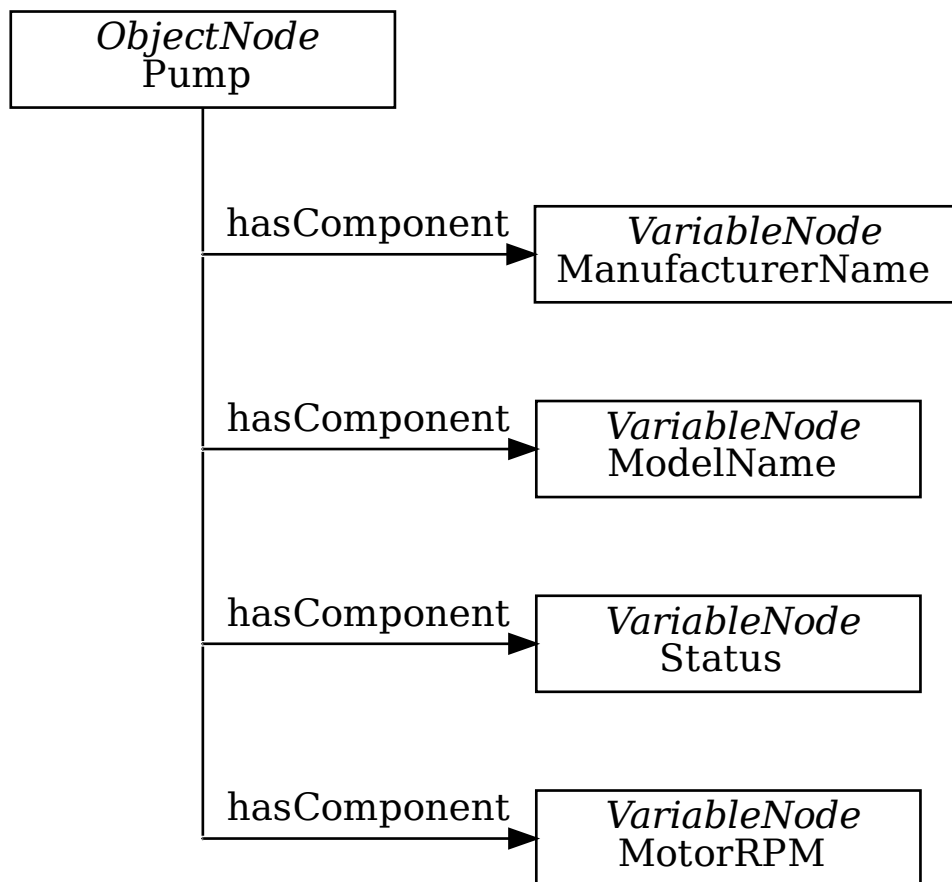 ObjectNode
Pump
hasComponent
VariableNode
ManufacturerName
hasComponent
VariableNode
ModelName
hasComponent
VariableNode
Status
hasComponent
VariableNode
MotorRPM